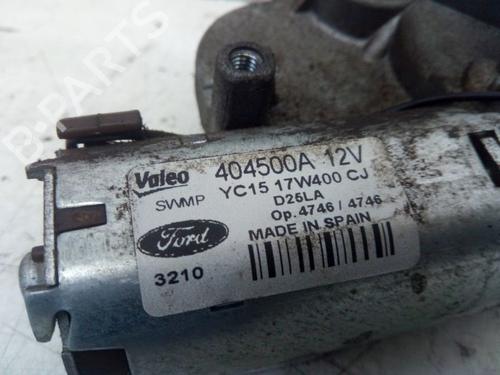 B-PARTS
Valeo 404500A 12V
SWMP YC15 17W400 CJ
D25LA
Op. 4746 / 4746
MADE IN SPAIN
Ford
3210